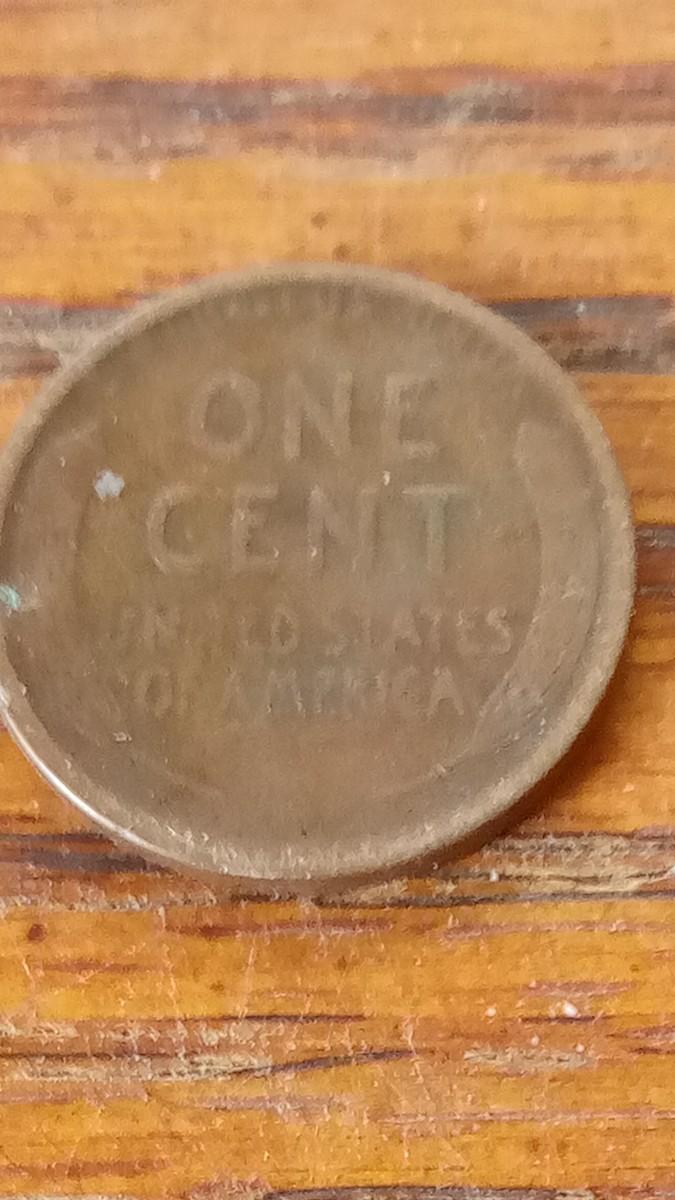 ONE
CENT
UNITED STATES
OF AMERICA